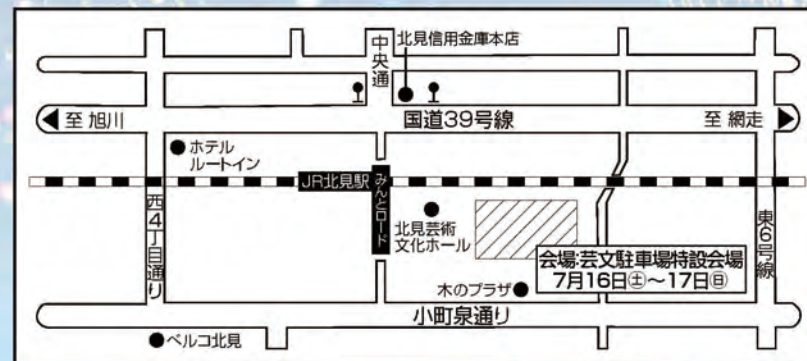 北見信用金庫本店
中央通
至 旭川
国道39号線
至 網走
ホテル
ルートイン
JR北見駅
みんとロード
西4丁目通り
北見芸術
文化ホール
東6号線
会場:芸文駐車場特設会場
7月16日㊏〜17日㊐
木のプラザ
小町泉通り
ベルコ北見